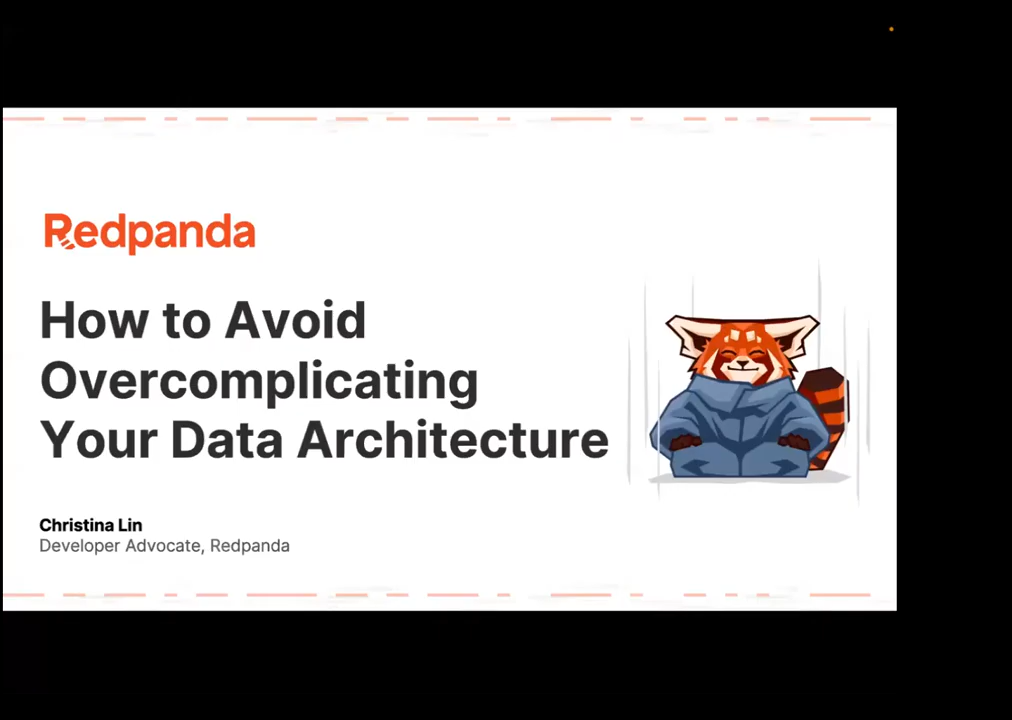 Redpanda
How to Avoid
Overcomplicating
Your Data Architecture
Christina Lin
Developer Advocate, Redpanda